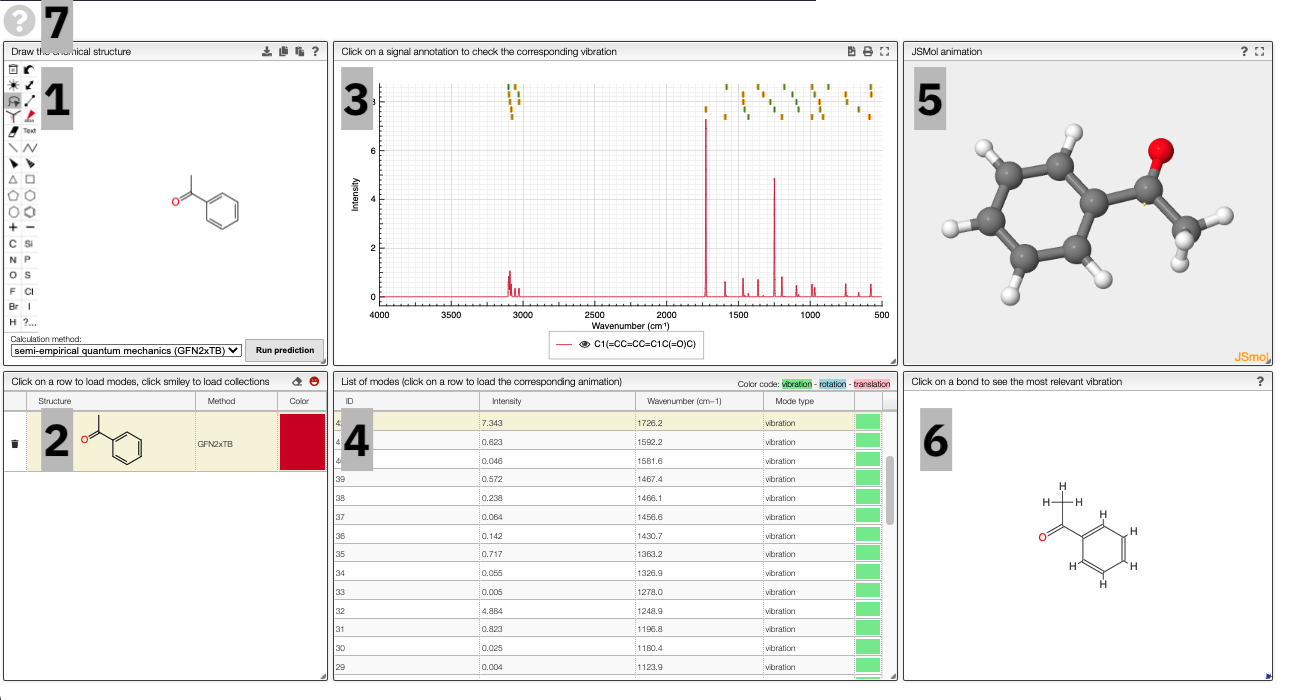 ?
7
Draw the chemical structure
?
1
Text
C Si
N P
O S
F Cl
Br I
H ?...
O
Calculation method:
semi-empirical quantum mechanics (GFN2xTB)
Run prediction
Click on a signal annotation to check the corresponding vibration
3
8
6
4
2
0
Intensity
4000 3500 3000 2500 2000 1500 1000 500
Wavenumber (cm-1)
C1(=CC=CC=C1C(=O)C)
JSMol animation
?
5
JSmol
Click on a row to load modes, click smiley to load collections
Structure Method Color
2
O
GFN2xTB
List of modes (click on a row to load the corresponding animation)
Color code: vibration - rotation - translation
ID Intensity Wavenumber (cm−1) Mode type
4
7.343 1726.2 vibration
0.623 1592.2 vibration
0.046 1581.6 vibration
39 0.572 1467.4 vibration
38 0.238 1466.1 vibration
37 0.064 1456.6 vibration
36 0.142 1430.7 vibration
35 0.717 1363.2 vibration
34 0.055 1326.9 vibration
33 0.005 1278.0 vibration
32 4.884 1248.9 vibration
31 0.823 1196.8 vibration
30 0.025 1180.4 vibration
29 0.004 1123.9 vibration
Click on a bond to see the most relevant vibration
?
6
H
H H
H
O H
H H
H